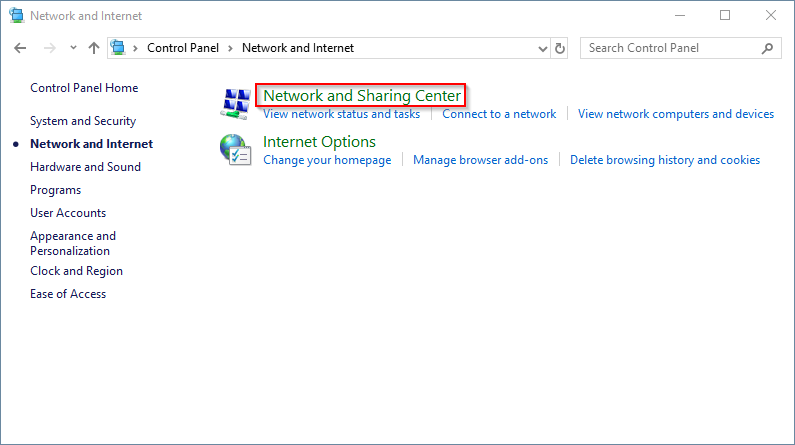 Network and Internet
Control Panel
Network and Internet
Search Control Panel
Control Panel Home
System and Security
Network and Internet
Hardware and Sound
Programs
User Accounts
Appearance and
Personalization
Clock and Region
Ease of Access
Network and Sharing Center
View network status and tasks
Connect to a network
View network computers and devices
Internet Options
Change your homepage
Manage browser add-ons
Delete browsing history and cookies